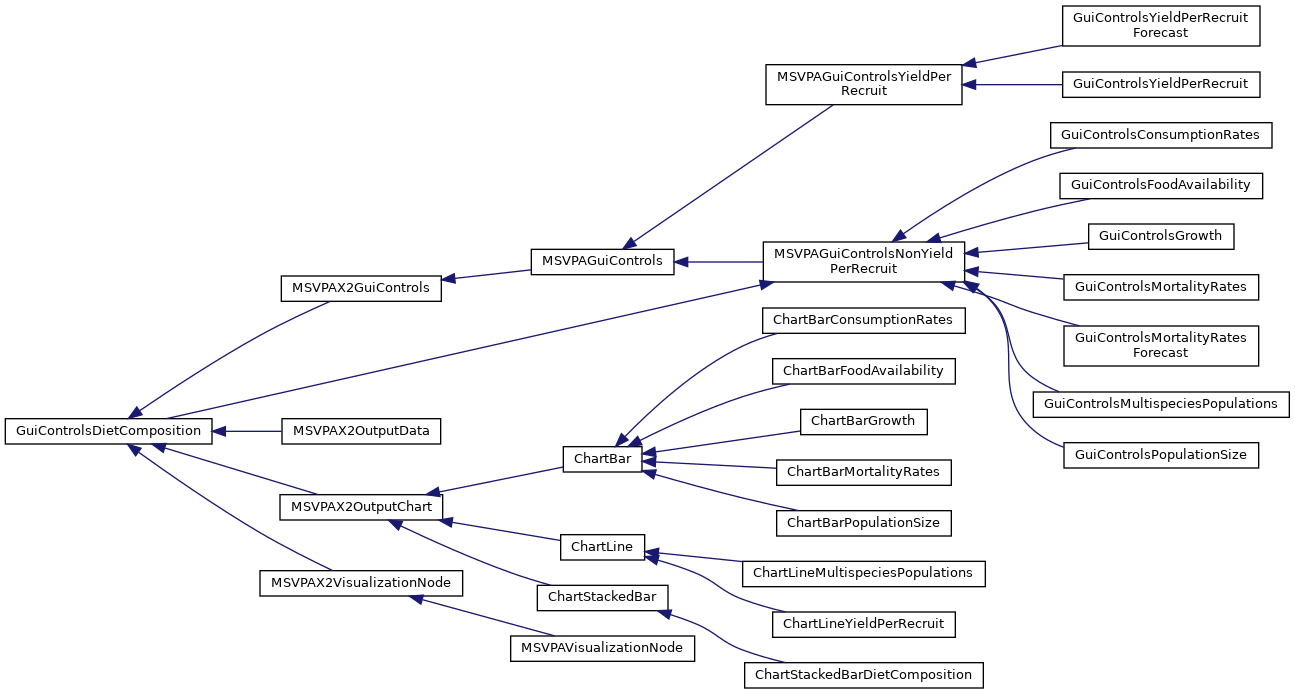 GuiControlsYieldPerRecruit
Forecast
MSVPAGuiControlsYieldPer
Recruit
GuiControlsYieldPerRecruit
GuiControlsConsumptionRates
GuiControlsFoodAvailability
GuiControlsGrowth
MSVPAGuiControls
MSVPAGuiControlsNonYield
PerRecruit
MSVPAX2GuiControls
GuiControlsMortalityRates
ChartBarConsumptionRates
GuiControlsMortalityRates
Forecast
ChartBarFoodAvailability
GuiControlsMultispeciesPopulations
ChartBarGrowth
GuiControlsDietComposition
MSVPAX2OutputData
GuiControlsPopulationSize
ChartBar
ChartBarMortalityRates
MSVPAX2OutputChart
ChartBarPopulationSize
ChartLine
ChartLineMultispeciesPopulations
MSVPAX2VisualizationNode
ChartStackedBar
ChartLineYieldPerRecruit
MSVPAVisualizationNode
ChartStackedBarDietComposition